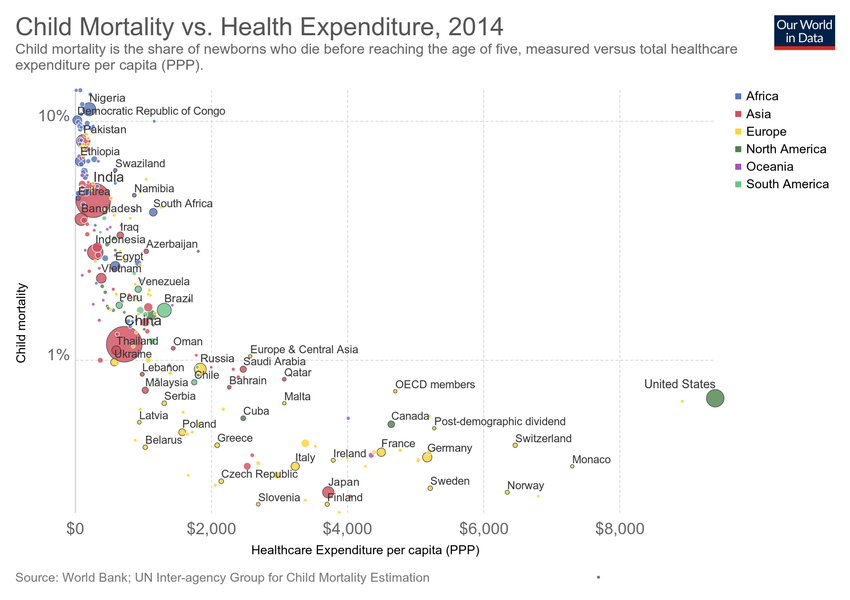 Child Mortality vs. Health Expenditure, 2014
Child mortality is the share of newborns who die before reaching the age of five, measured versus total healthcare
expenditure per capita (PPP).
Our World
in Data
Africa
Asia
Europe
North America
Oceania
South America
10%
1%
Child mortality
Nigeria
Democratic Republic of Congo
Pakistan
Ethiopia
Swaziland
India
Eritrea
Namibia
Bangladesh
South Africa
Iraq
Indonesia
Azerbaijan
Egypt
Vietnam
Venezuela
Peru
Brazil
China
Thailand
Oman
Ukraine
Europe & Central Asia
Russia
Saudi Arabia
Lebanon
Chile
Qatar
Malaysia
Bahrain
OECD members
United States
Serbia
Malta
Latvia
Cuba
Canada
Poland
Post-demographic dividend
Belarus
Greece
France
Switzerland
Germany
Italy
Ireland
Monaco
Czech Republic
Japan
Sweden
Norway
Slovenia
Finland
$0
$2,000
$4,000
$6,000
$8,000
Healthcare Expenditure per capita (PPP)
Source: World Bank; UN Inter-agency Group for Child Mortality Estimation